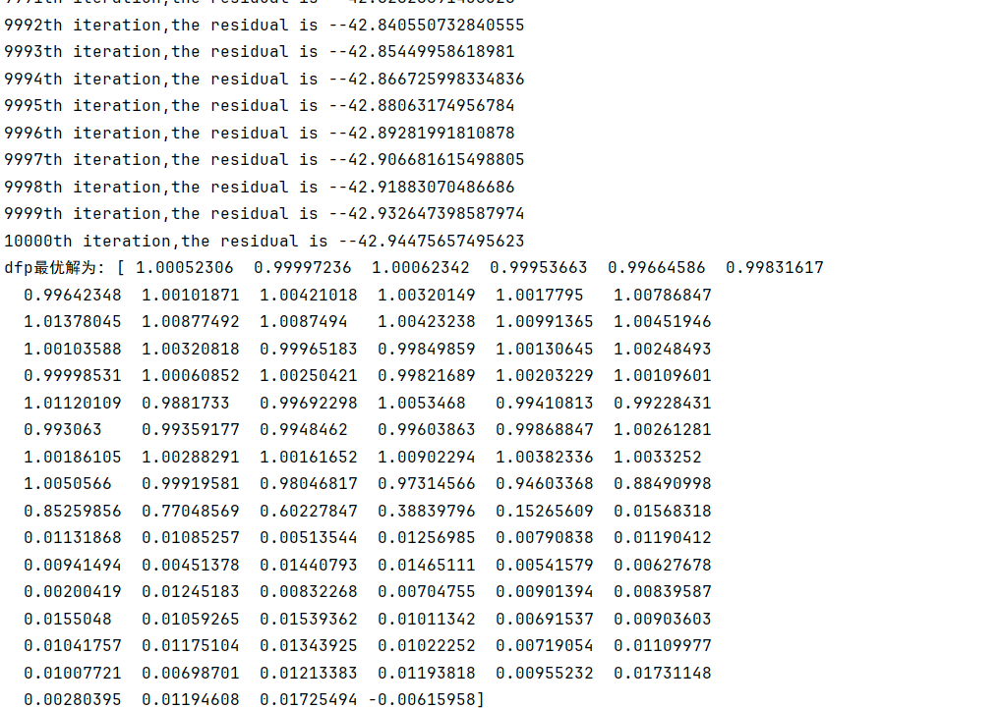 9992th iteration,the residual is --42.840550732840555
9993th iteration,the residual is --42.85449958618981
9994th iteration,the residual is --42.866725998334836
9995th iteration,the residual is --42.88063174956784
9996th iteration,the residual is --42.89281991810878
9997th iteration,the residual is --42.906681615498805
9998th iteration,the residual is --42.91883070486686
9999th iteration,the residual is --42.932647398587974
10000th iteration,the residual is --42.94475657495623
dfp最优解为: [ 1.00052306  0.99997236  1.00062342  0.99953663  0.99664586  0.99831617
  0.99642348  1.00101871  1.00421018  1.00320149  1.0017795   1.00786847
  1.01378045  1.00877492  1.0087494   1.00423238  1.00991365  1.00451946
  1.00103588  1.00320818  0.99965183  0.99849859  1.00130645  1.00248493
  0.99998531  1.00060852  1.00250421  0.99821689  1.00203229  1.00109601
  1.01120109  0.9881733   0.99692298  1.0053468   0.99410813  0.99228431
  0.993063    0.99359177  0.9948462   0.99603863  0.99868847  1.00261281
  1.00186105  1.00288291  1.00161652  1.00902294  1.00382336  1.0033252
  1.0050566   0.99919581  0.98046817  0.97314566  0.94603368  0.88490998
  0.85259856  0.77048569  0.60227847  0.38839796  0.15265609  0.01568318
  0.01131868  0.01085257  0.00513544  0.01256985  0.00790838  0.01190412
  0.00941494  0.00451378  0.01440793  0.01465111  0.00541579  0.00627678
  0.00200419  0.01245183  0.00832268  0.00704755  0.00901394  0.00839587
  0.0155048   0.01059265  0.01539362  0.01011342  0.00691537  0.00903603
  0.01041757  0.01175104  0.01343925  0.01022252  0.00719054  0.01109977
  0.01007721  0.00698701  0.01213383  0.01193818  0.00955232  0.01731148
  0.00280395  0.01194608  0.01725494 -0.00615958]